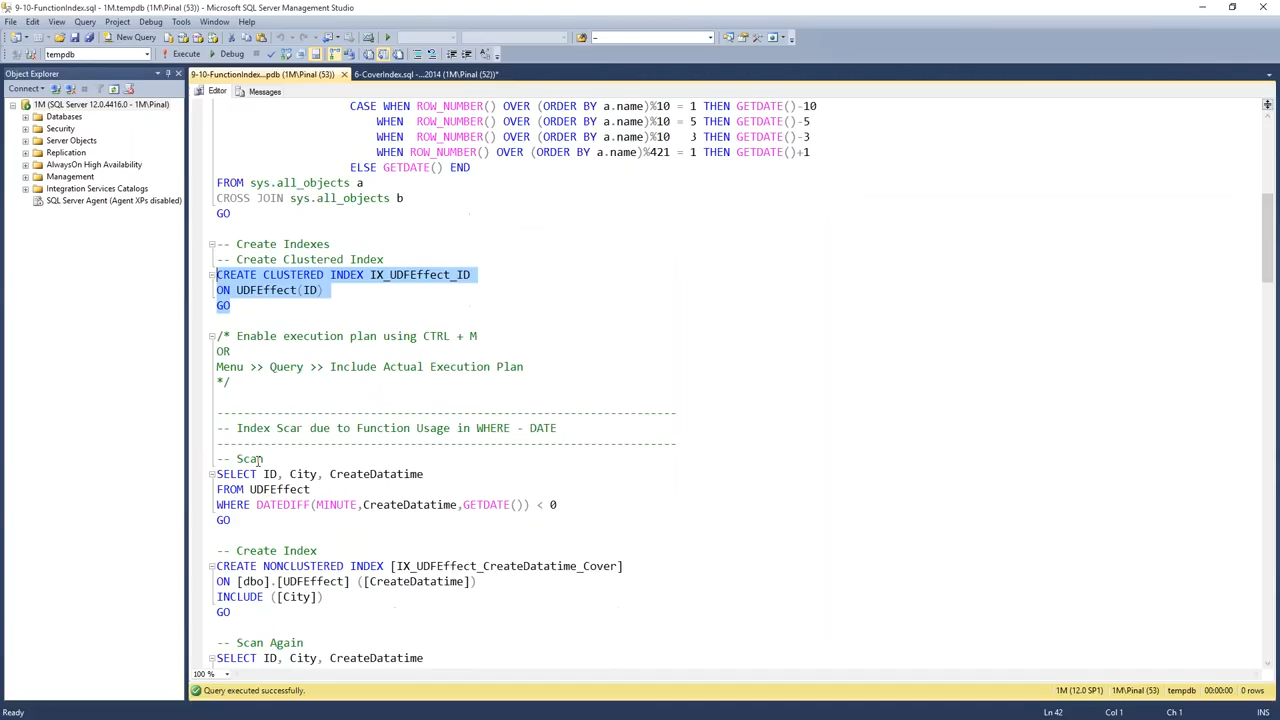 9-10-FunctionIndex.sql - 1M.tempdb (1M\Pinal (53)) - Microsoft SQL Server Management Studio
File Edit View Query Project Debug Tools Window Help
New Query
tempdb Execute Debug
Object Explorer
9-10-FunctionIndex...pdb (1M\Pinal (53)) 6-CoverIndex.sql -...2014 (1M\Pinal (52))*
Connect
Editor Messages
1M (SQL Server 12.0.4416.0 - 1M\Pinal)
Databases
Security
Server Objects
Replication
AlwaysOn High Availability
Management
Integration Services Catalogs
SQL Server Agent (Agent XPs disabled)
CASE WHEN ROW_NUMBER() OVER (ORDER BY a.name)%10 = 1 THEN GETDATE()-10
WHEN ROW_NUMBER() OVER (ORDER BY a.name)%10 = 5 THEN GETDATE()-5
WHEN ROW_NUMBER() OVER (ORDER BY a.name)%10 3 THEN GETDATE()-3
WHEN ROW_NUMBER() OVER (ORDER BY a.name)%421 = 1 THEN GETDATE()+1
ELSE GETDATE() END
FROM sys.all_objects a
CROSS JOIN sys.all_objects b
GO
-- Create Indexes
-- Create Clustered Index
CREATE CLUSTERED INDEX IX_UDFEffect_ID
ON UDFEffect(ID)
GO
/* Enable execution plan using CTRL + M
OR
Menu >> Query >> Include Actual Execution Plan
*/
----------------------------------------------------------------------
-- Index Scar due to Function Usage in WHERE - DATE
----------------------------------------------------------------------
-- Scan
SELECT ID, City, CreateDatatime
FROM UDFEffect
WHERE DATEDIFF(MINUTE,CreateDatatime,GETDATE()) < 0
GO
-- Create Index
CREATE NONCLUSTERED INDEX [IX_UDFEffect_CreateDatatime_Cover]
ON [dbo].[UDFEffect] ([CreateDatatime])
INCLUDE ([City])
GO
-- Scan Again
SELECT ID, City, CreateDatatime
100 %
Query executed successfully. 1M (12.0 SP1) 1M\Pinal (53) tempdb 00:00:00 0 rows
Ready Ln 42 Col 1 Ch 1 INS